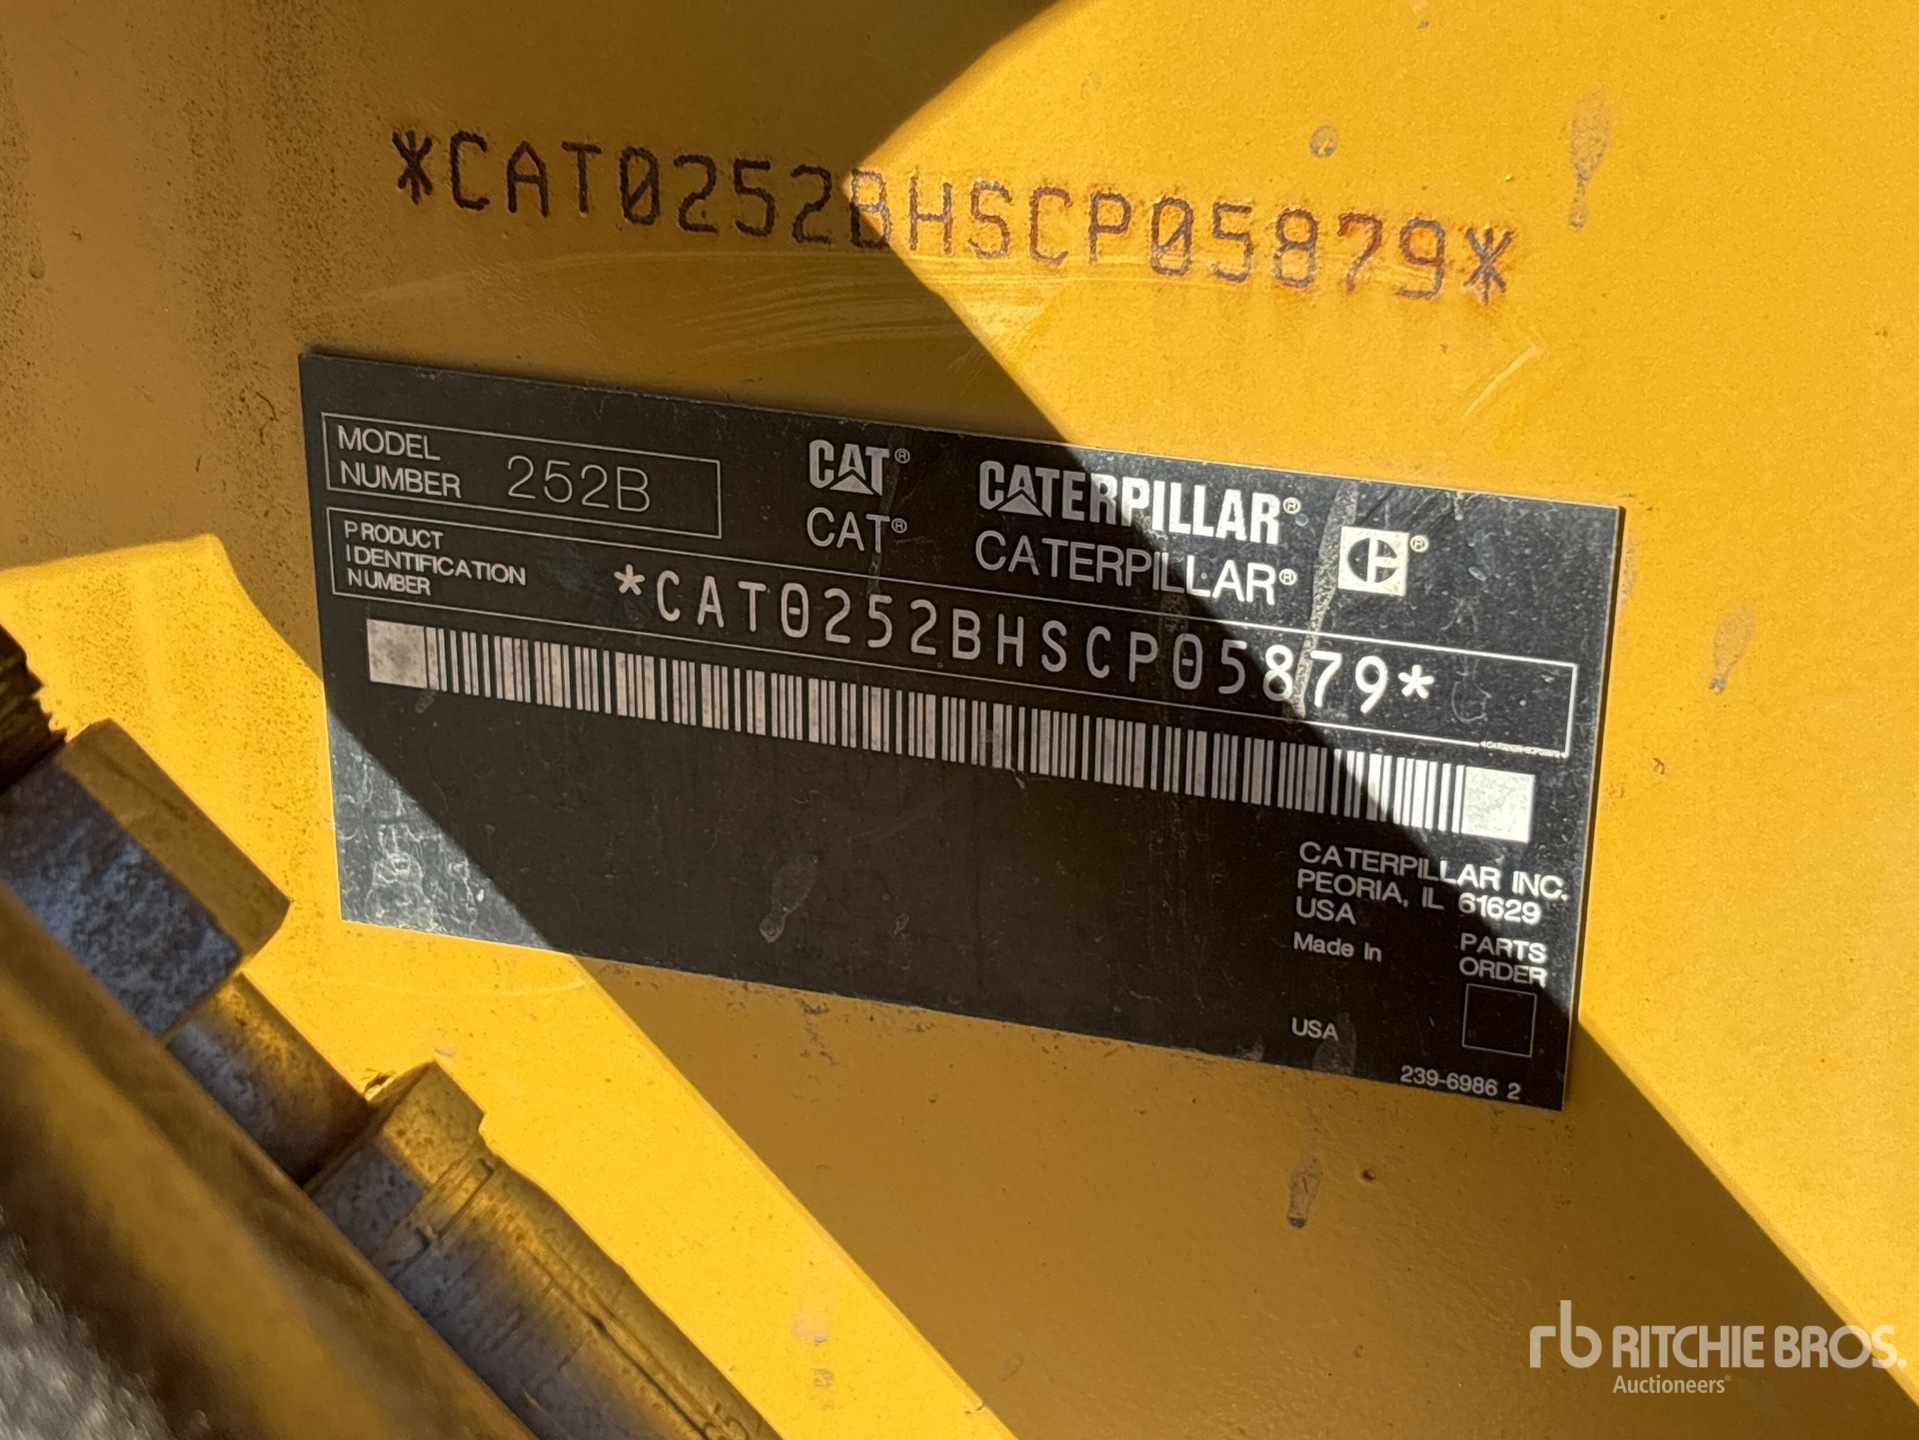 *CAT0252BHSCP05879*
MODEL
NUMBER 252B
CAT® CATERPILLAR®
CAT® CATERPILLAR®
PRODUCT
IDENTIFICATION
NUMBER
*CAT0252BHSCP05879*
CATERPILLAR INC.
PEORIA, IL 61629
USA
Made In
PARTS
ORDER
USA
239-6986 2
rb RITCHIE BROS.
Auctioneers®